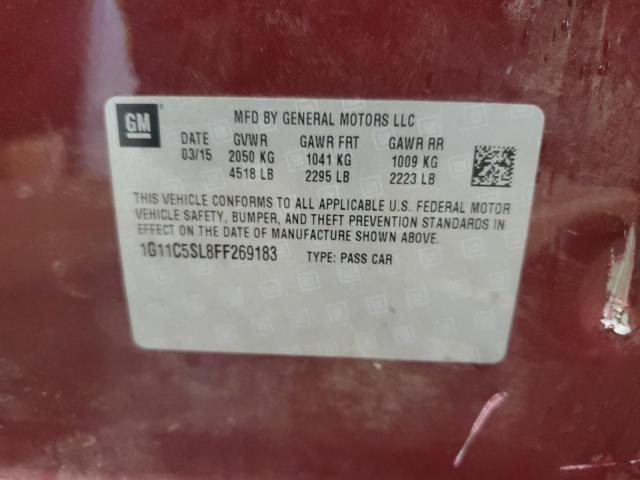 GM
MFD BY GENERAL MOTORS LLC
DATE GVWR GAWR FRT GAWR RR
03/15 2050 KG 1041 KG 1009 KG
4518 LB 2295 LB 2223 LB
THIS VEHICLE CONFORMS TO ALL APPLICABLE U.S. FEDERAL MOTOR
VEHICLE SAFETY, BUMPER, AND THEFT PREVENTION STANDARDS IN
EFFECT ON THE DATE OF MANUFACTURE SHOWN ABOVE.
1G11C5SL8FF269183 TYPE: PASS CAR